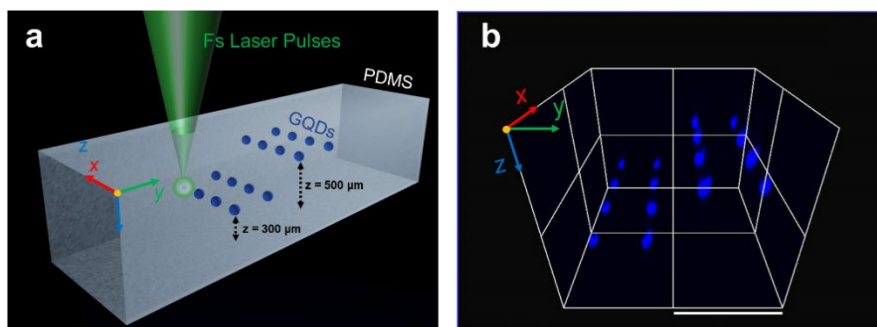 a
Fs Laser Pulses
PDMS
GQDs
z
x
y
z = 500 μm
z = 300 μm
b
x
y
z